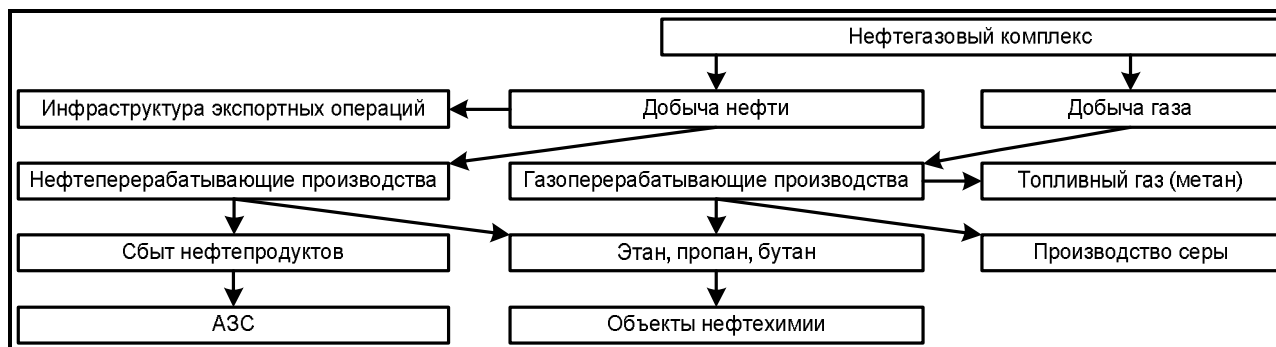 Нефтегазовый комплекс
Инфраструктура экспортных операций
Добыча нефти
Добыча газа
Нефтеперерабатывающие производства
Газоперерабатывающие производства
Топливный газ (метан)
Сбыт нефтепродуктов
Этан, пропан, бутан
Производство серы
АЗС
Объекты нефтехимии